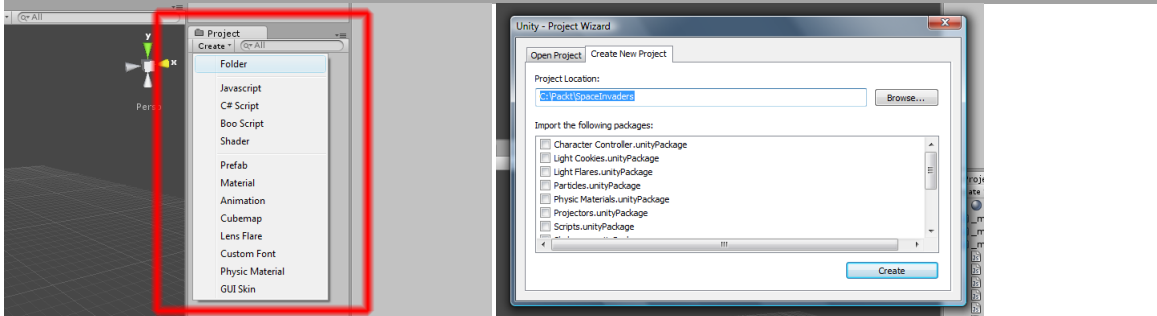 All
Project
Create
All
Folder
Javascript
C# Script
Boo Script
Shader
Prefab
Material
Animation
Cubemap
Lens Flare
Custom Font
Physic Material
GUI Skin
y
x
Unity - Project Wizard
Open Project
Create New Project
Project Location:
C:\Packt\SpaceInvaders
Browse...
Import the following packages:
Character Controller.unityPackage
Light Cookies.unityPackage
Light Flares.unityPackage
Particles.unityPackage
Physic Materials.unityPackage
Projectors.unityPackage
Scripts.unityPackage
Create